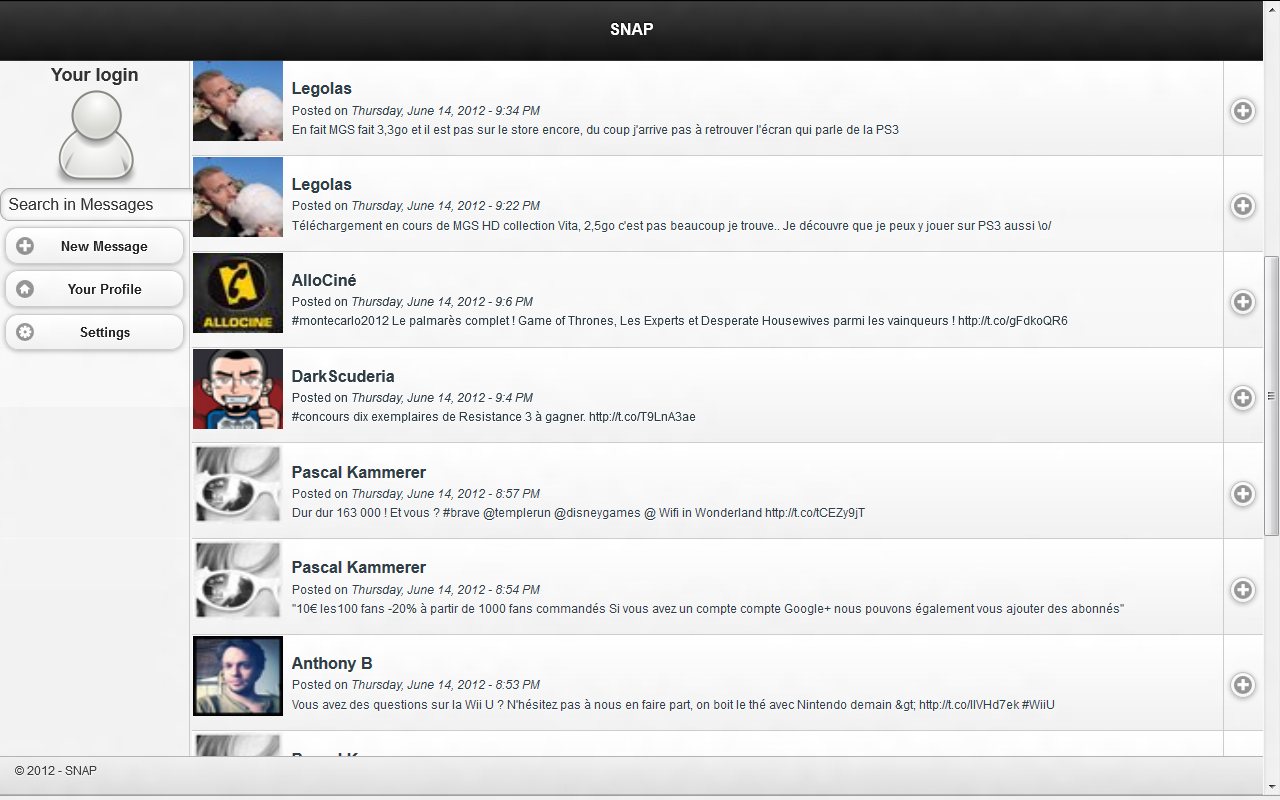 SNAP
Your login
Search in Messages
New Message
Your Profile
Settings
Legolas
Posted on Thursday, June 14, 2012 - 9:34 PM
En fait MGS fait 3,3go et il est pas sur le store encore, du coup j'arrive pas à retrouver l'écran qui parle de la PS3
Legolas
Posted on Thursday, June 14, 2012 - 9:22 PM
Téléchargement en cours de MGS HD collection Vita, 2,5go c'est pas beaucoup je trouve.. Je découvre que je peux y jouer sur PS3 aussi \o/
ALLOCINE
AlloCiné
Posted on Thursday, June 14, 2012 - 9:6 PM
#montecarlo2012 Le palmarès complet ! Game of Thrones, Les Experts et Desperate Housewives parmi les vainqueurs ! http://t.co/gFdkoQR6
DarkScuderia
Posted on Thursday, June 14, 2012 - 9:4 PM
#concours dix exemplaires de Resistance 3 à gagner. http://t.co/T9LnA3ae
Pascal Kammerer
Posted on Thursday, June 14, 2012 - 8:57 PM
Dur dur 163 000 ! Et vous ? #brave @templerun @disneygames @ Wifi in Wonderland http://t.co/tCEZy9jT
Pascal Kammerer
Posted on Thursday, June 14, 2012 - 8:54 PM
"10€ les100 fans -20% à partir de 1000 fans commandés Si vous avez un compte compte Google+ nous pouvons également vous ajouter des abonnés"
Anthony B
Posted on Thursday, June 14, 2012 - 8:53 PM
Vous avez des questions sur la Wii U ? N'hésitez pas à nous en faire part, on boit le thé avec Nintendo demain &gt; http://t.co/llVHd7ek #WiiU
© 2012 - SNAP